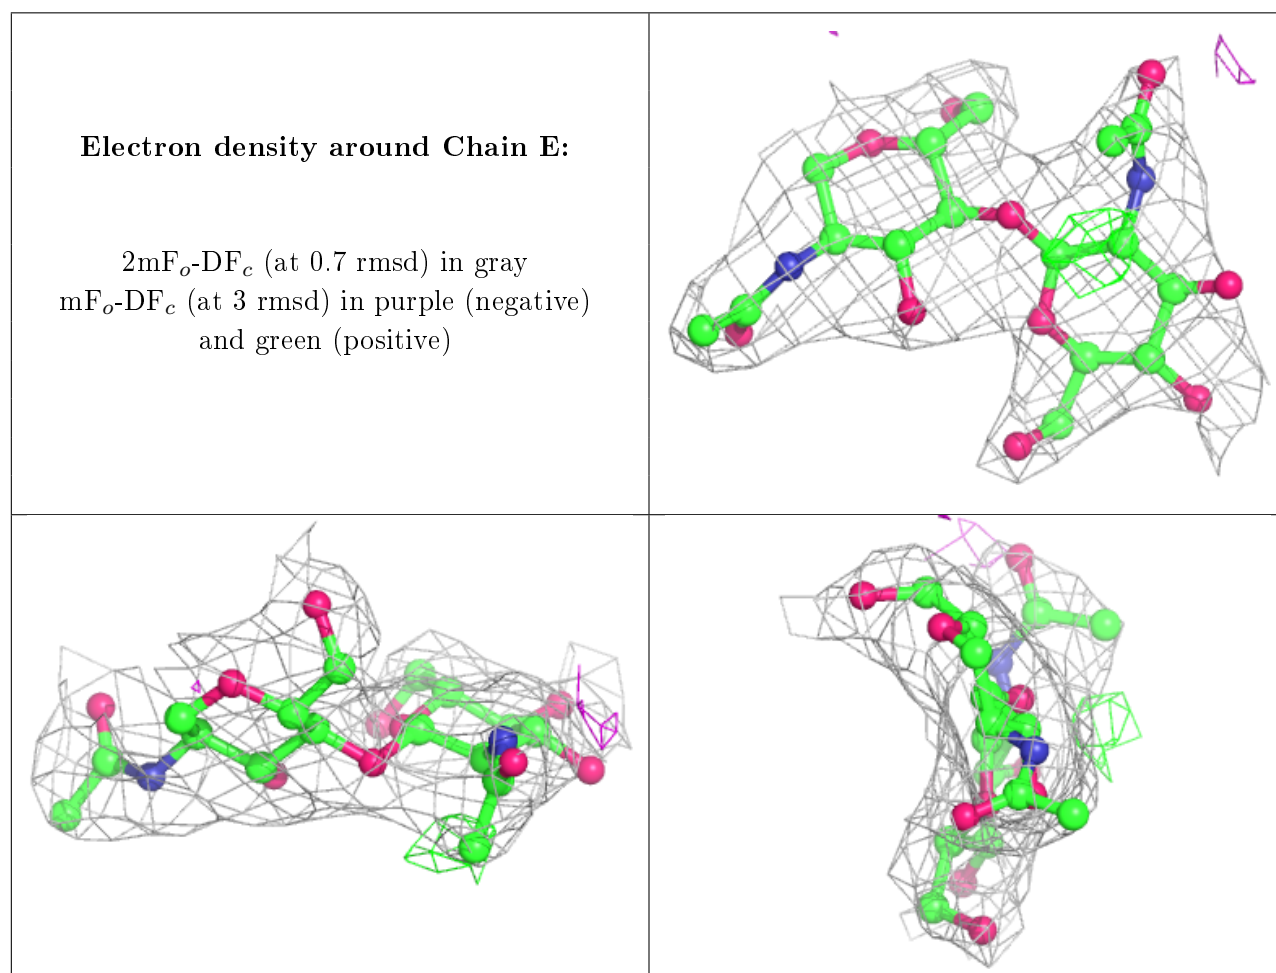 Electron density around Chain E:
2mFₒ-DF𝒸 (at 0.7 rmsd) in gray
mFₒ-DF𝒸 (at 3 rmsd) in purple (negative)
and green (positive)